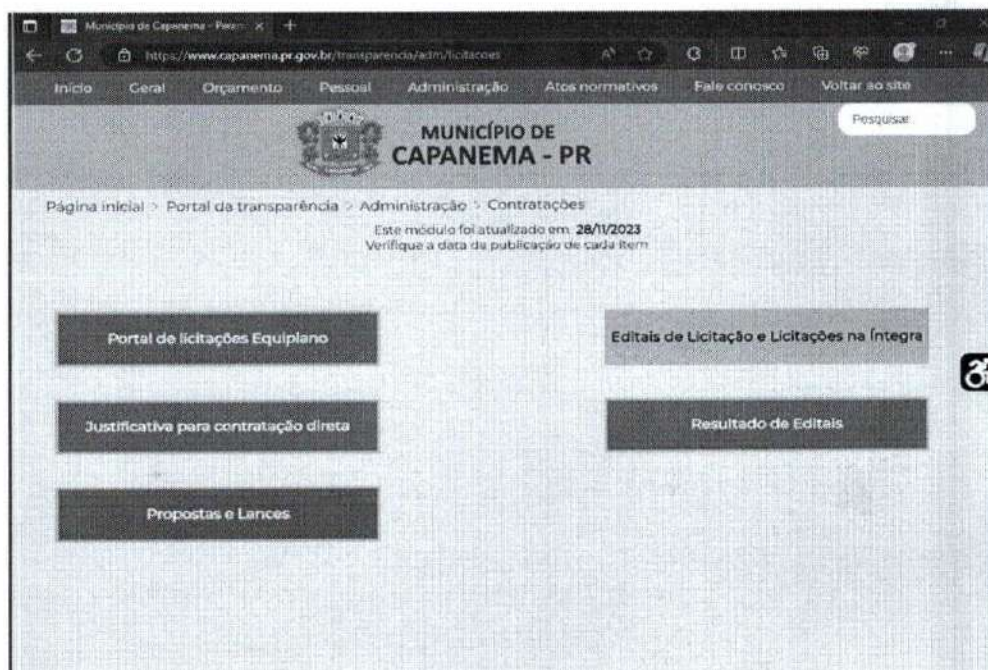 Município de Capanema - Paran
https://www.capanema.pr.gov.br/transparencia/adm/licitacoes
Início Geral Orçamento Pessoal Administração Atos normativos Fale conosco Voltar ao site
Pesquisar
MUNICÍPIO DE
CAPANEMA - PR
Página inicial > Portal da transparência > Administração > Contratações
Este módulo foi atualizado em: 28/11/2023
Verifique a data da publicação de cada item
Portal de licitações Equiplano
Editais de Licitação e Licitações na Íntegra
Justificativa para contratação direta
Resultado de Editais
Propostas e Lances